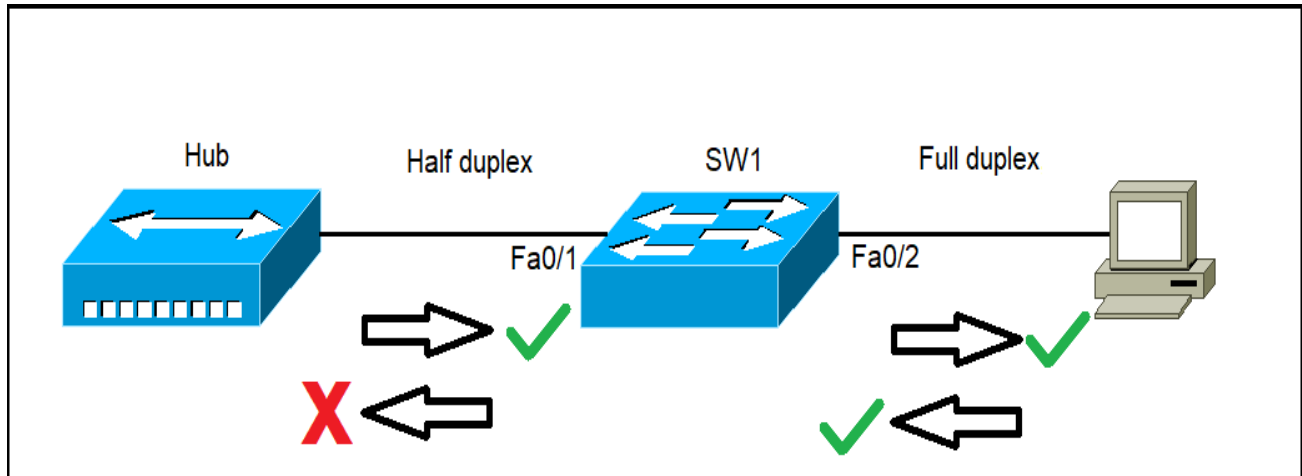 Hub
Half duplex
SW1
Full duplex
Fa0/1
Fa0/2
X